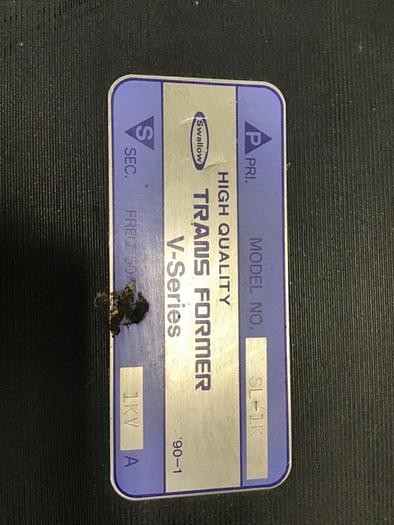 P PRI. MODEL NO. SL-1K
Swallow HIGH QUALITY
TRANS FORMER
V-Series '90-1
S SEC. FREQ. 1KV A